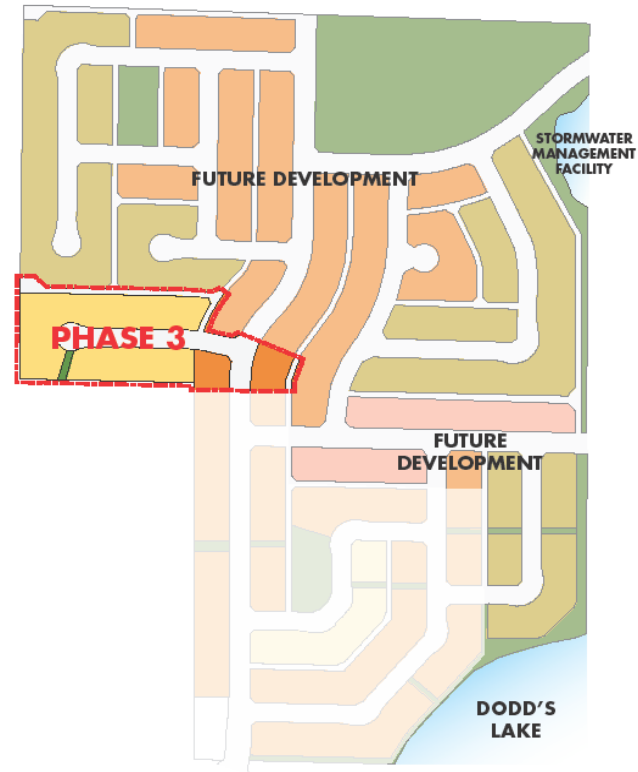 STORMWATER
MANAGEMENT
FACILITY
FUTURE DEVELOPMENT
PHASE 3
FUTURE
DEVELOPMENT
DODD'S
LAKE